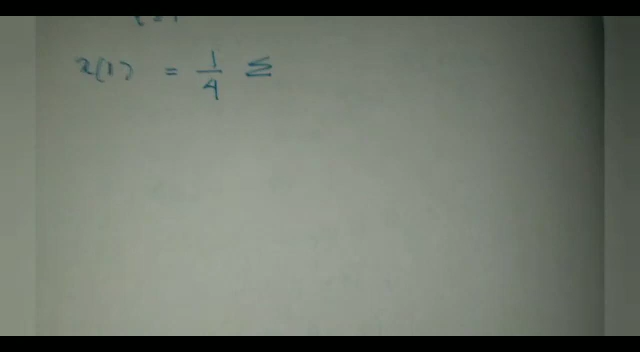 x(1) = 1/4 Σ